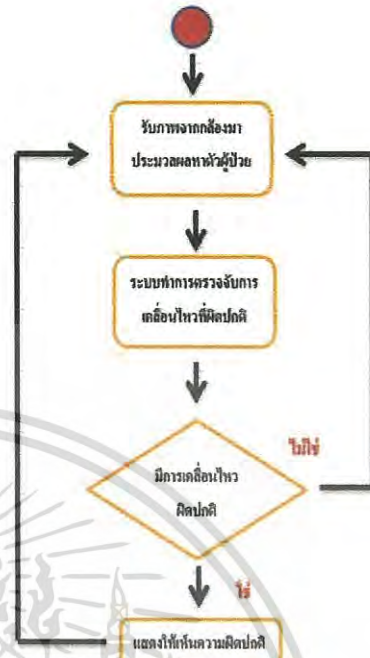 รับภาพจากกล้องมา
ประมวลผลหาตัวผู้ป่วย
ระบบทำการตรวจจับการ
เคลื่อนไหวที่ผิดปกติ
มีการเคลื่อนไหว
ผิดปกติ
ไม่ใช่
ใช่
แสดงให้เห็นความผิดปกติ